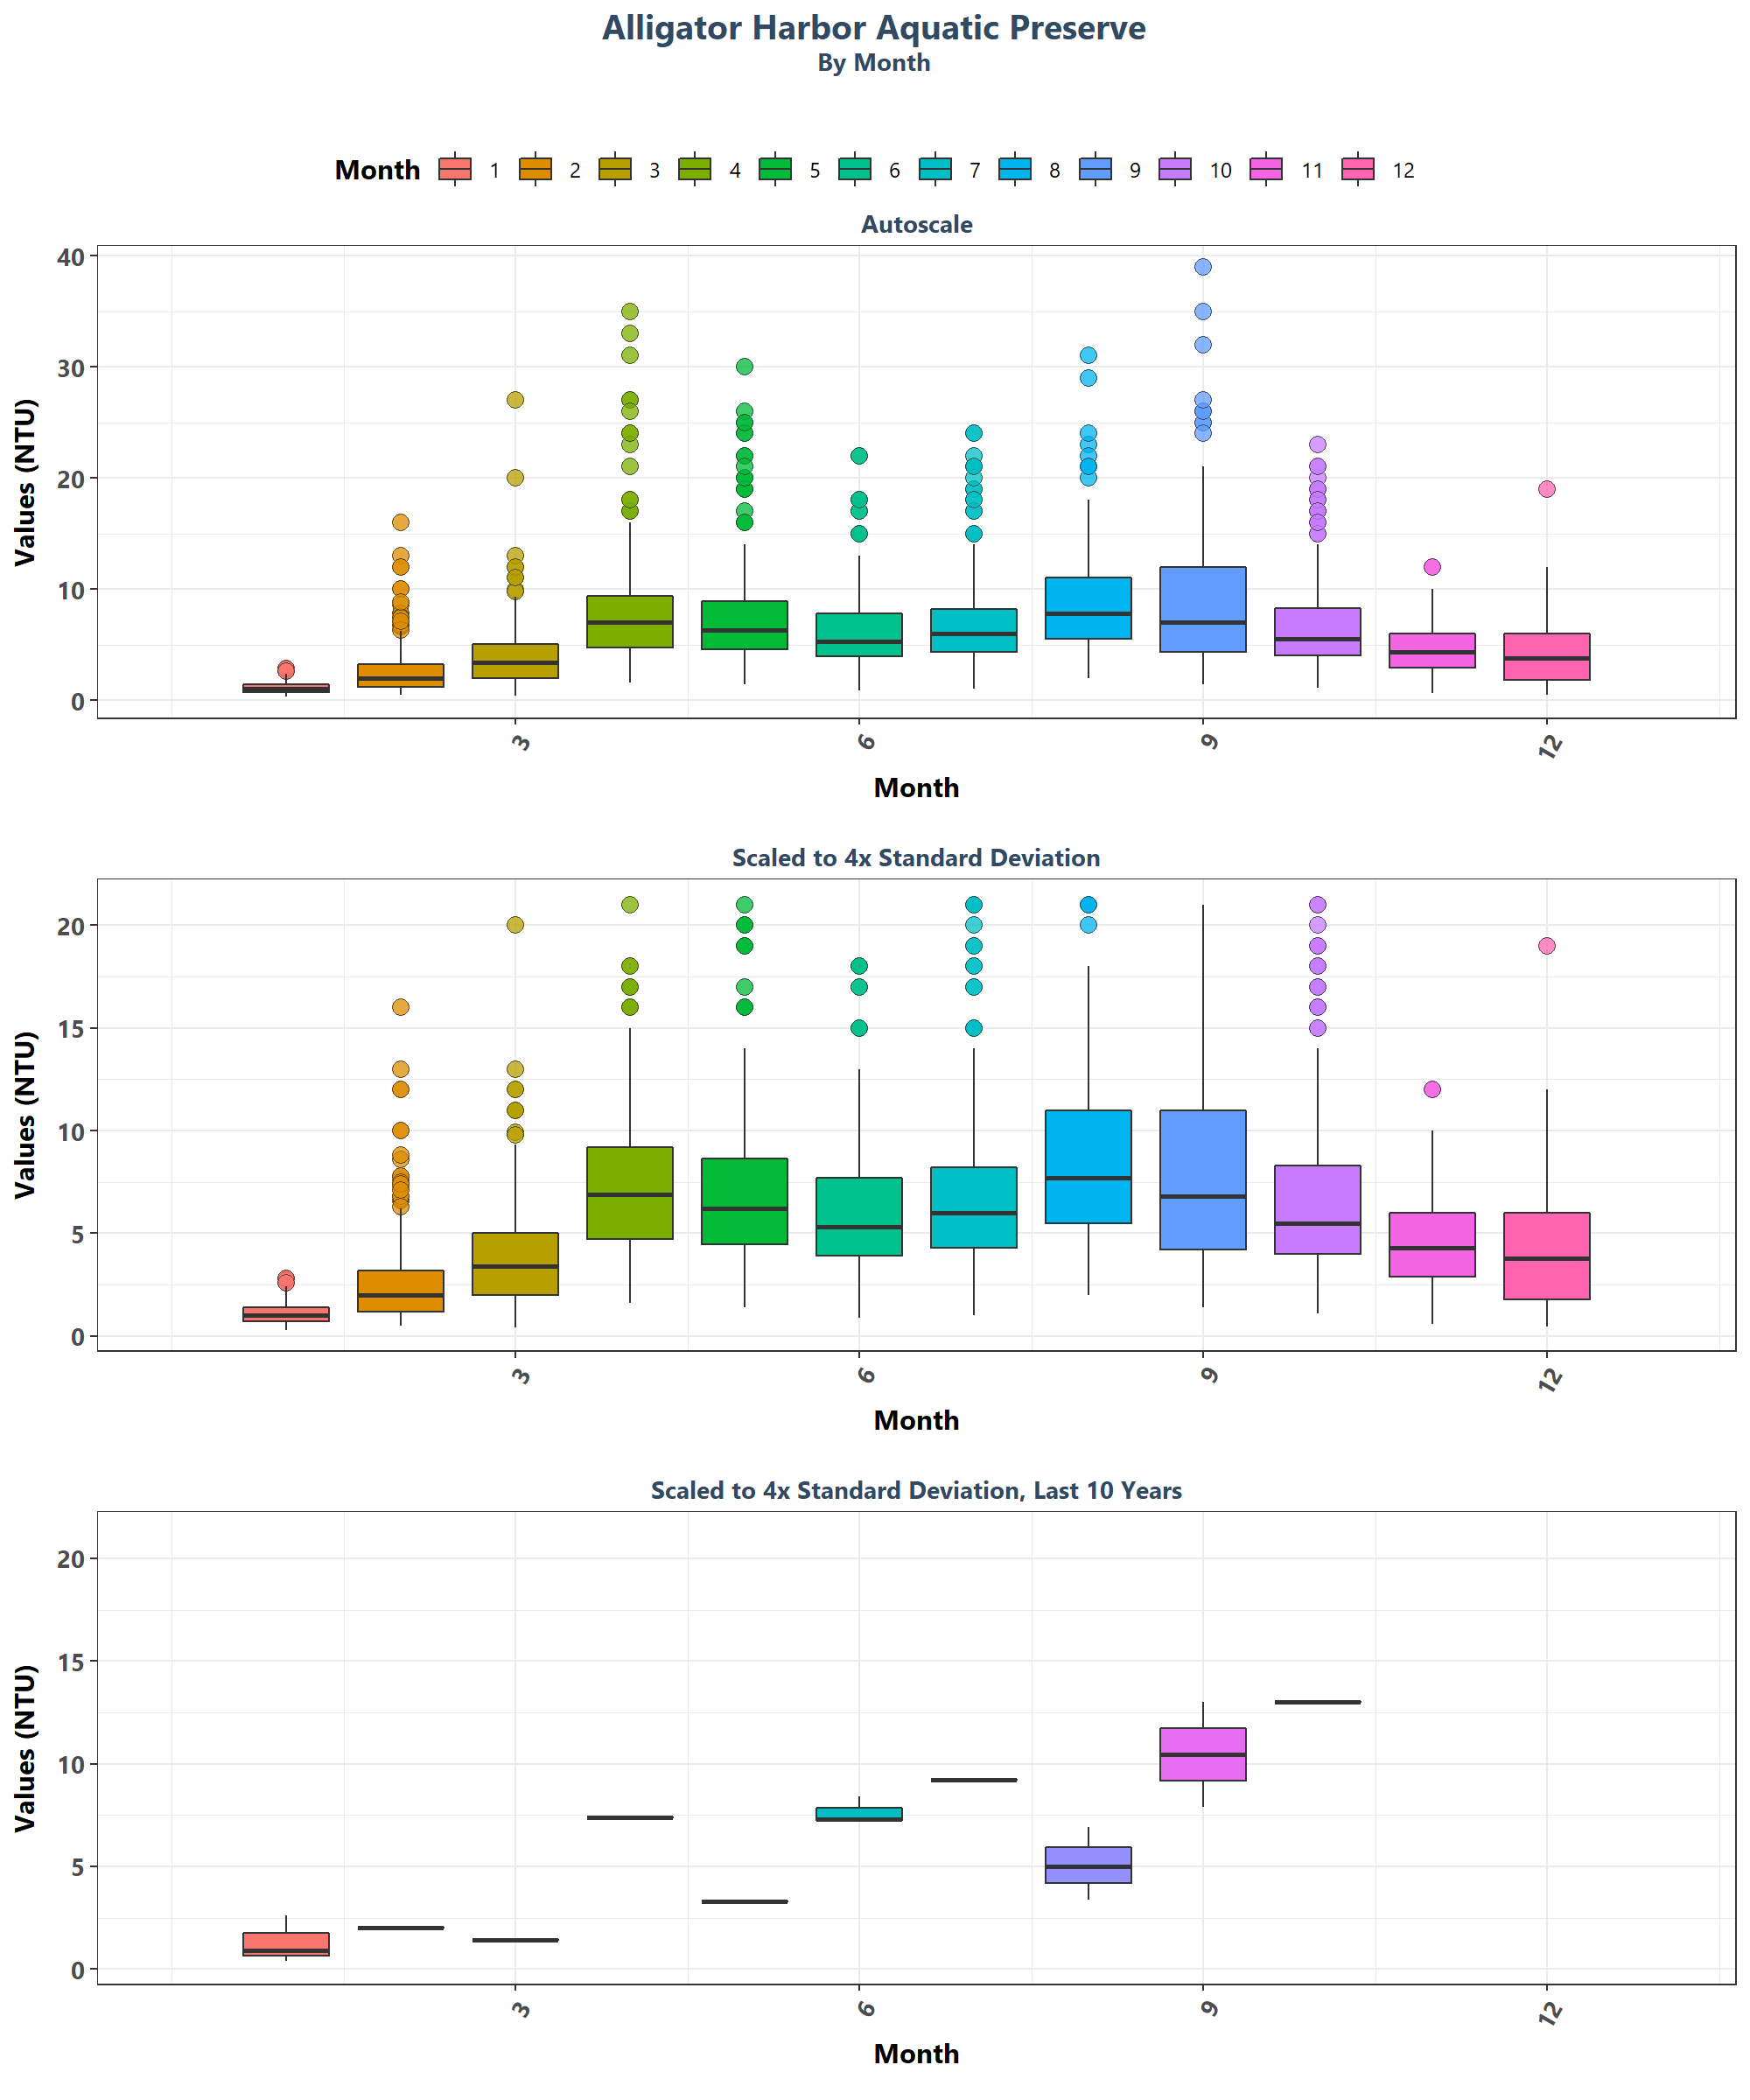 Alligator Harbor Aquatic Preserve
By Month
Month 1 2 3 4 5 6 7 8 9 10 11 12
Autoscale
Values (NTU)
40
30
20
10
0
3 6 9 12
Month
Scaled to 4x Standard Deviation
Values (NTU)
20
15
10
5
0
3 6 9 12
Month
Scaled to 4x Standard Deviation, Last 10 Years
Values (NTU)
20
15
10
5
0
3 6 9 12
Month